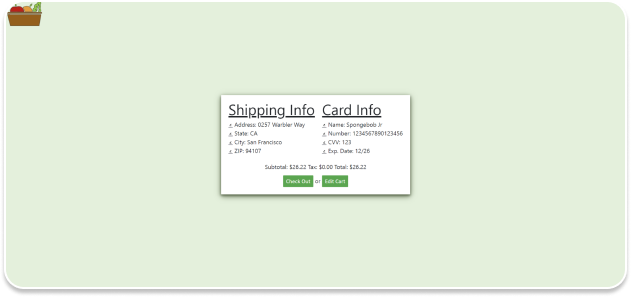 Shipping Info
Address: 0257 Warbler Way
State: CA
City: San Francisco
ZIP: 94107
Card Info
Name: Spongebob Jr
Number: 1234567890123456
CVV: 123
Exp. Date: 12/26
Subtotal: $26.22 Tax: $0.00 Total: $26.22
Check Out or Edit Cart